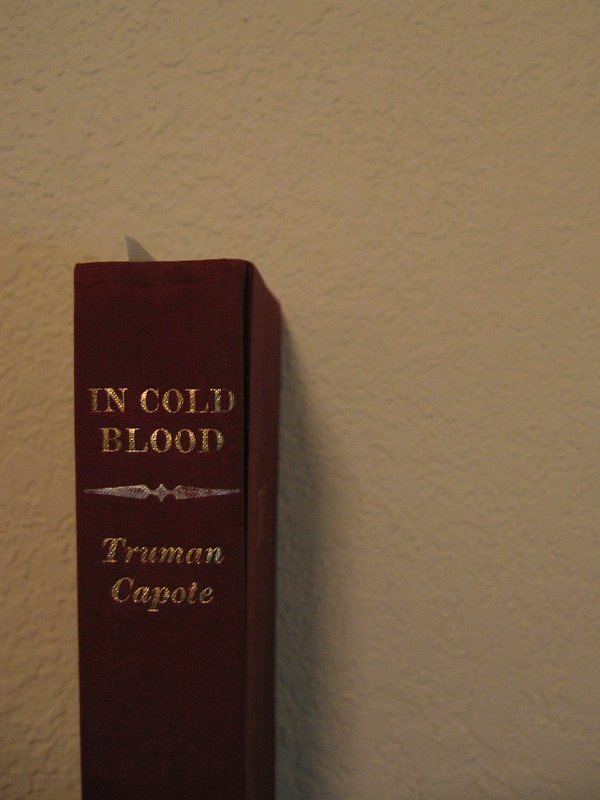 IN COLD
BLOOD
Truman
Capote